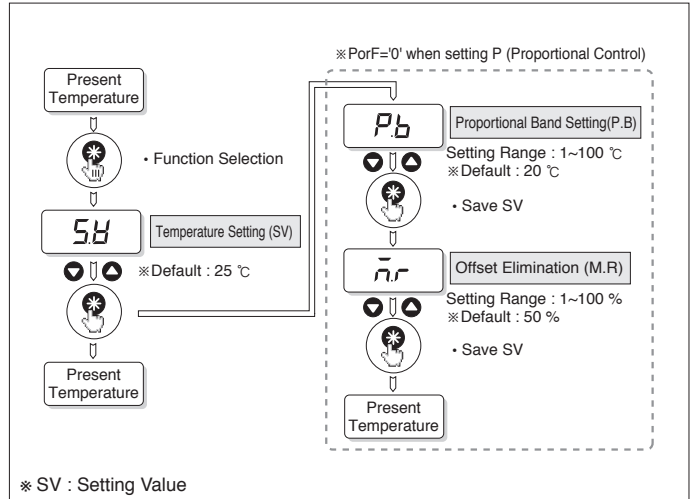 ※PorF='0' when setting P (Proportional Control)
Present
Temperature
• Function Selection
S.V
Temperature Setting (SV)
※Default : 25 ℃
Present
Temperature
P.b
Proportional Band Setting(P.B)
Setting Range : 1~100 ℃
※Default : 20 ℃
• Save SV
m.r
Offset Elimination (M.R)
Setting Range : 1~100 %
※Default : 50 %
• Save SV
Present
Temperature
※ SV : Setting Value